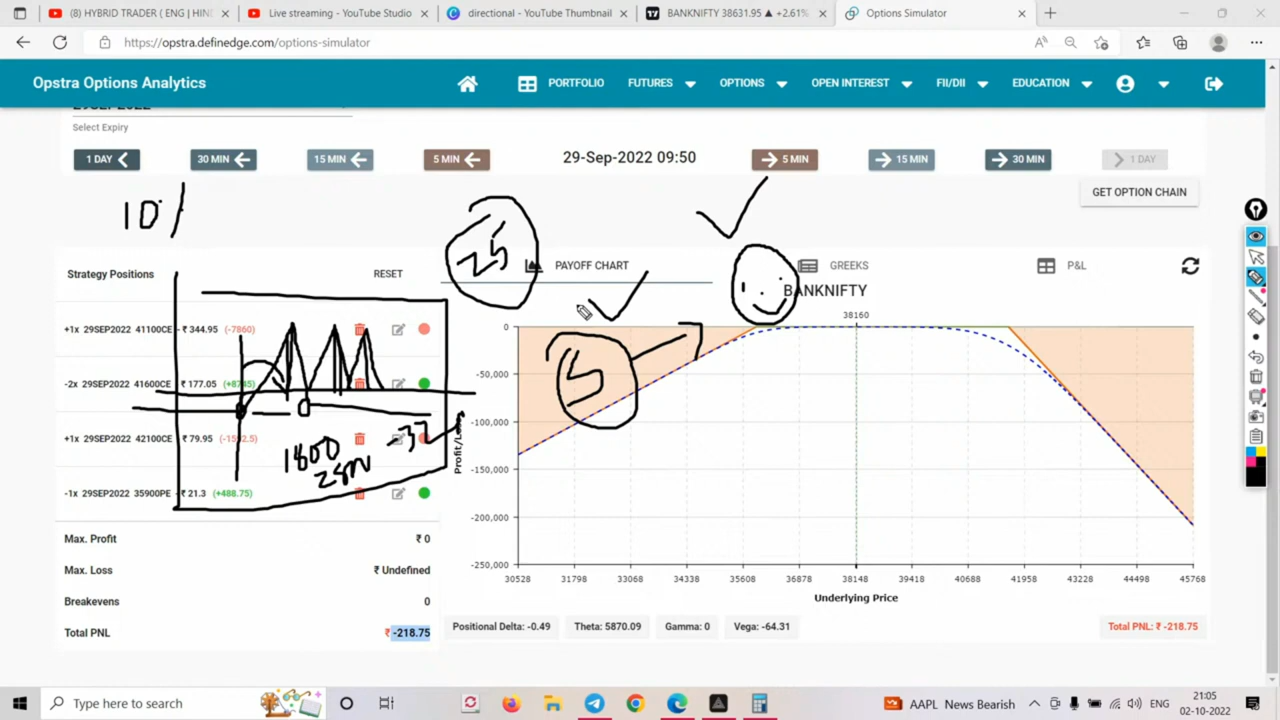 (8) HYBRID TRADER ( ENG | HIN
Live streaming - YouTube Studio
directional - YouTube Thumbnail
BANKNIFTY 38631.95 ▲ +2.61%
Options Simulator
https://opstra.definedge.com/options-simulator
Opstra Options Analytics
PORTFOLIO
FUTURES
OPTIONS
OPEN INTEREST
FII/DII
EDUCATION
29SEP2022
Select Expiry
1 DAY
30 MIN
15 MIN
5 MIN
29-Sep-2022 09:50
5 MIN
15 MIN
30 MIN
1 DAY
GET OPTION CHAIN
10%
25
Strategy Positions
RESET
PAYOFF CHART
GREEKS
P&L
BANKNIFTY
38160
+1x 29SEP2022 41100CE - ₹ 344.95 (-7860)
-2x 29SEP2022 41600CE ₹ 177.05
+1x 29SEP2022 42100CE ₹ 79.95
-1x 29SEP2022 35900PE - ₹ 21.3 (+488.75)
1800
-37
5
Max. Profit ₹ 0
Max. Loss ₹ Undefined
Breakevens 0
Total PNL ₹ -218.75
Profit/Loss
0
-50,000
-100,000
-150,000
-200,000
-250,000
30528 31798 33068 34338 35608 36878 38148 39418 40688 41958 43228 44498 45768
Underlying Price
Positional Delta: -0.49
Theta: 5870.09
Gamma: 0
Vega: -64.31
Total PNL: ₹ -218.75
Type here to search
AAPL News Bearish
ENG
21:05
02-10-2022